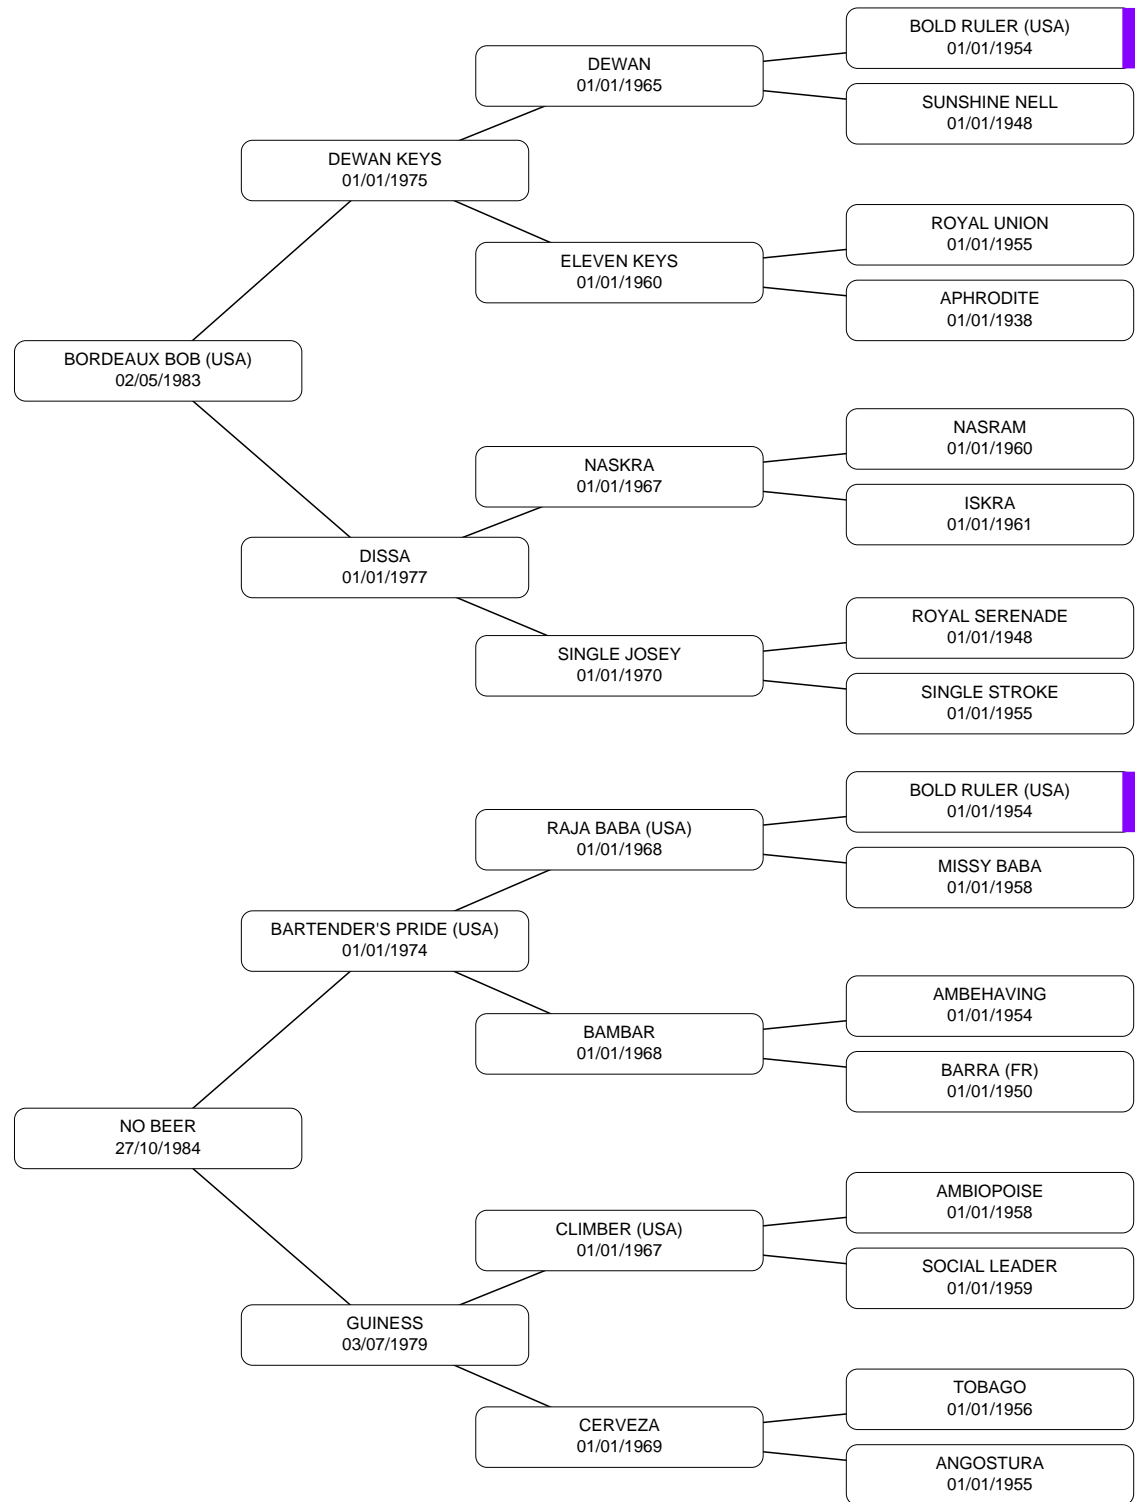 BOLD RULER (USA)
01/01/1954
DEWAN
01/01/1965
SUNSHINE NELL
01/01/1948
DEWAN KEYS
01/01/1975
ROYAL UNION
01/01/1955
ELEVEN KEYS
01/01/1960
APHRODITE
01/01/1938
BORDEAUX BOB (USA)
02/05/1983
NASRAM
01/01/1960
NASKRA
01/01/1967
ISKRA
01/01/1961
DISSA
01/01/1977
ROYAL SERENADE
01/01/1948
SINGLE JOSEY
01/01/1970
SINGLE STROKE
01/01/1955
BOLD RULER (USA)
01/01/1954
RAJA BABA (USA)
01/01/1968
MISSY BABA
01/01/1958
BARTENDER'S PRIDE (USA)
01/01/1974
AMBEHAVING
01/01/1954
BAMBAR
01/01/1968
BARRA (FR)
01/01/1950
NO BEER
27/10/1984
AMBIOPOISE
01/01/1958
CLIMBER (USA)
01/01/1967
SOCIAL LEADER
01/01/1959
GUINESS
03/07/1979
TOBAGO
01/01/1956
CERVEZA
01/01/1969
ANGOSTURA
01/01/1955